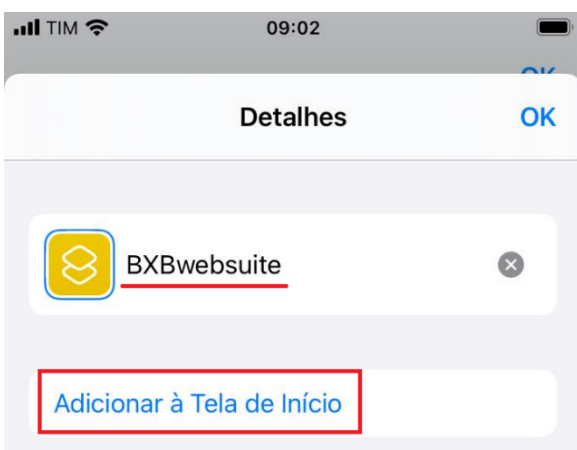 TIM 09:02
OK
Detalhes OK
BXBwebsuite
Adicionar à Tela de Início